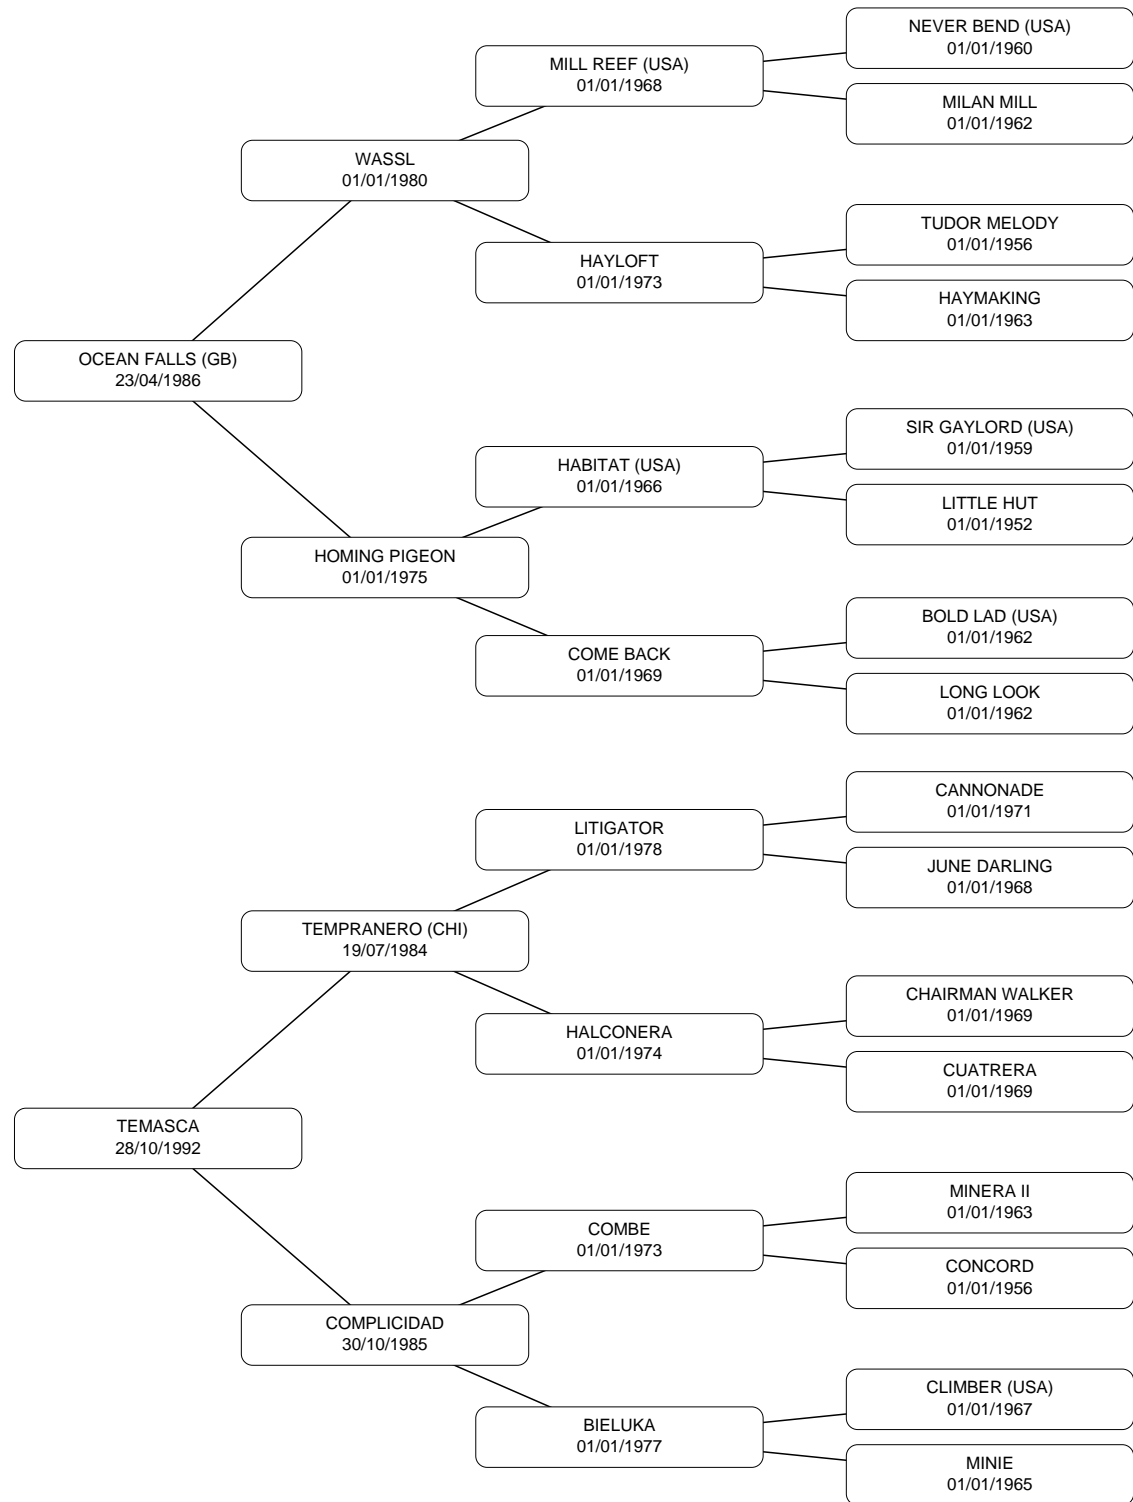 NEVER BEND (USA)
01/01/1960
MILL REEF (USA)
01/01/1968
MILAN MILL
01/01/1962
WASSL
01/01/1980
TUDOR MELODY
01/01/1956
HAYLOFT
01/01/1973
HAYMAKING
01/01/1963
OCEAN FALLS (GB)
23/04/1986
SIR GAYLORD (USA)
01/01/1959
HABITAT (USA)
01/01/1966
LITTLE HUT
01/01/1952
HOMING PIGEON
01/01/1975
BOLD LAD (USA)
01/01/1962
COME BACK
01/01/1969
LONG LOOK
01/01/1962
CANNONADE
01/01/1971
LITIGATOR
01/01/1978
JUNE DARLING
01/01/1968
TEMPRANERO (CHI)
19/07/1984
CHAIRMAN WALKER
01/01/1969
HALCONERA
01/01/1974
CUATRERA
01/01/1969
TEMASCA
28/10/1992
MINERA II
01/01/1963
COMBE
01/01/1973
CONCORD
01/01/1956
COMPLICIDAD
30/10/1985
CLIMBER (USA)
01/01/1967
BIELUKA
01/01/1977
MINIE
01/01/1965